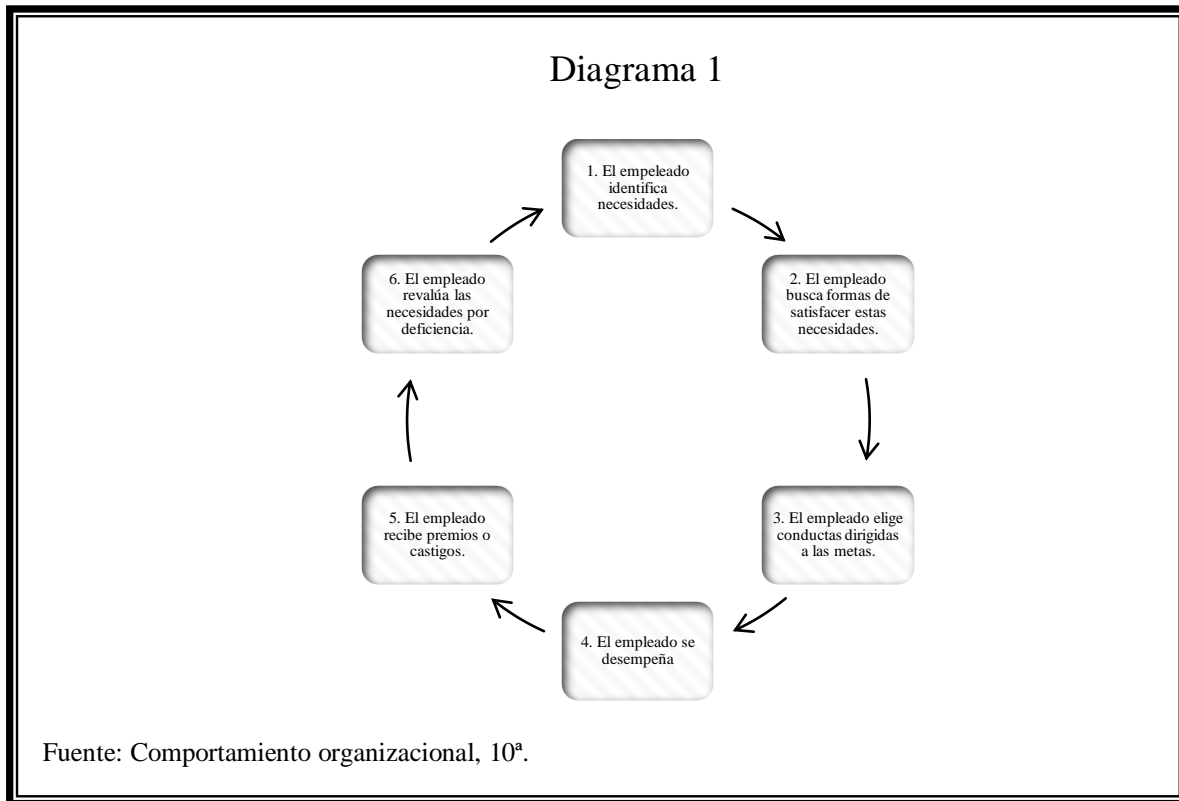 Diagrama 1
1. El empeleado
identifica
necesidades.
2. El empleado
busca formas de
satisfacer estas
necesidades.
3. El empleado elige
conductas dirigidas
a las metas.
4. El empleado se
desempeña
5. El empleado
recibe premios o
castigos.
6. El empleado
revalúa las
necesidades por
deficiencia.
Fuente: Comportamiento organizacional, 10ª.